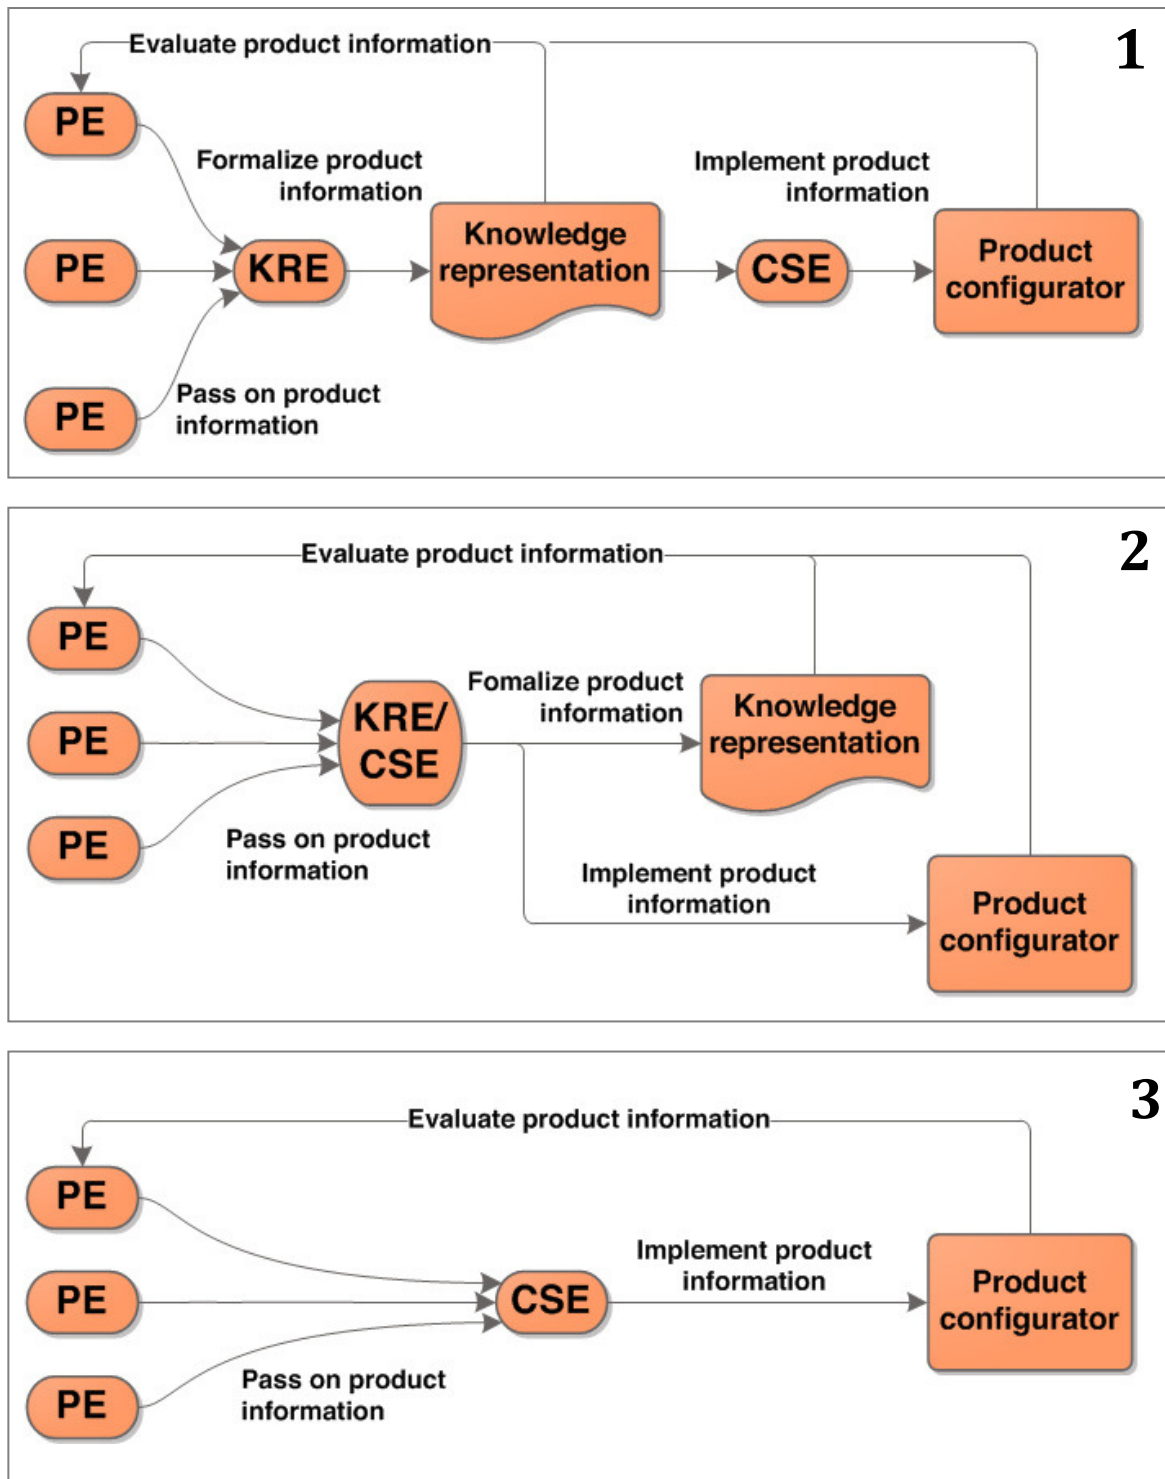 1
Evaluate product information
PE
Formalize product
information
Implement product
information
PE
KRE
Knowledge
representation
CSE
Product
configurator
PE
Pass on product
information
2
Evaluate product information
PE
Fomalize product
information
KRE/
CSE
Knowledge
representation
PE
PE
Pass on product
information
Implement product
information
Product
configurator
3
Evaluate product information
PE
Implement product
information
PE
CSE
Product
configurator
PE
Pass on product
information